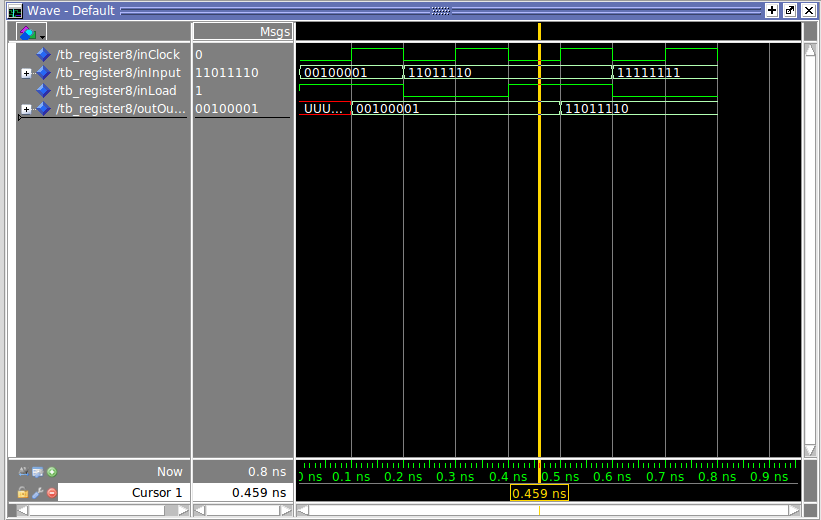 Wave - Default
Msgs
/tb_register8/inClock 0
/tb_register8/inInput 11011110 00100001 11011110 11111111
/tb_register8/inLoad 1
/tb_register8/outOu... 00100001 UUU... 00100001 11011110
Now 0.8 ns
0 ns 0.1 ns 0.2 ns 0.3 ns 0.4 ns 0.5 ns 0.6 ns 0.7 ns 0.8 ns 0.9 ns
Cursor 1 0.459 ns 0.459 ns